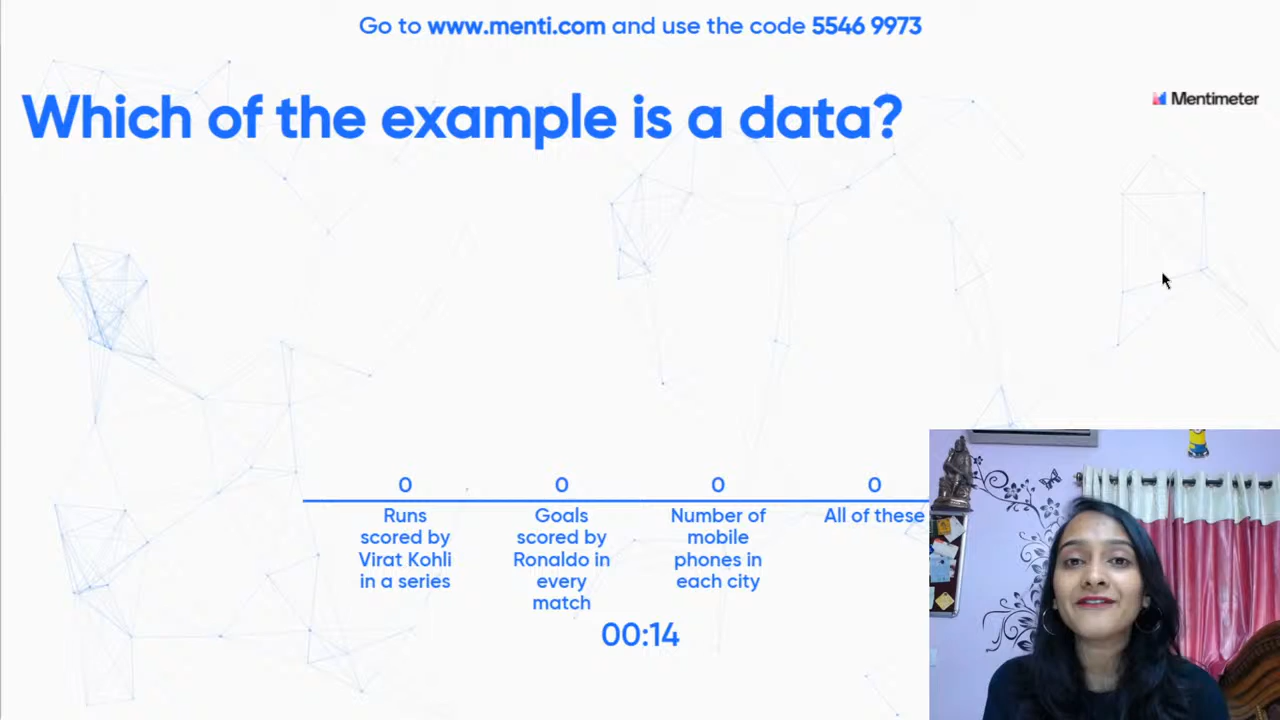 Go to www.menti.com and use the code 5546 9973
Which of the example is a data?
Mentimeter
0
0
0
0
Runs
scored by
Virat Kohli
in a series
Goals
scored by
Ronaldo in
every
match
Number of
mobile
phones in
each city
All of these
00:14